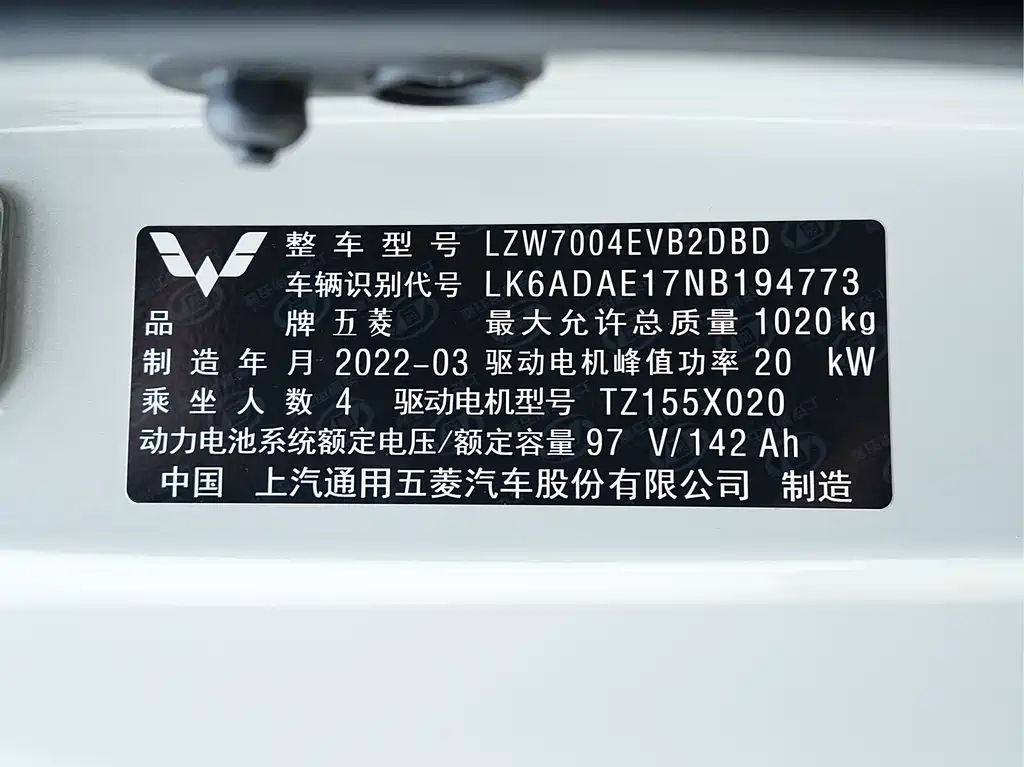 整车型号 LZW7004EVB2DBD
车辆识别代号 LK6ADAE17NB194773
品牌 五菱 最大允许总质量 1020kg
制造年月 2022-03 驱动电机峰值功率 20 kW
乘坐人数 4 驱动电机型号 TZ155X020
动力电池系统额定电压/额定容量 97 V/142 Ah
中国 上汽通用五菱汽车股份有限公司 制造